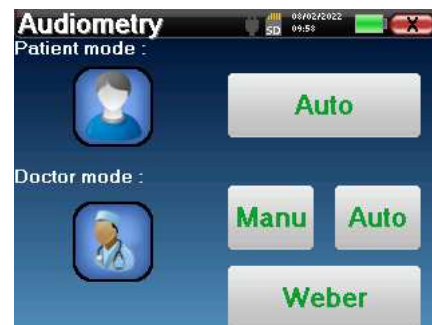 Audiometry
SD
08/02/2022
09:58
X
Patient mode :
Auto
Doctor mode :
Manu
Auto
Weber